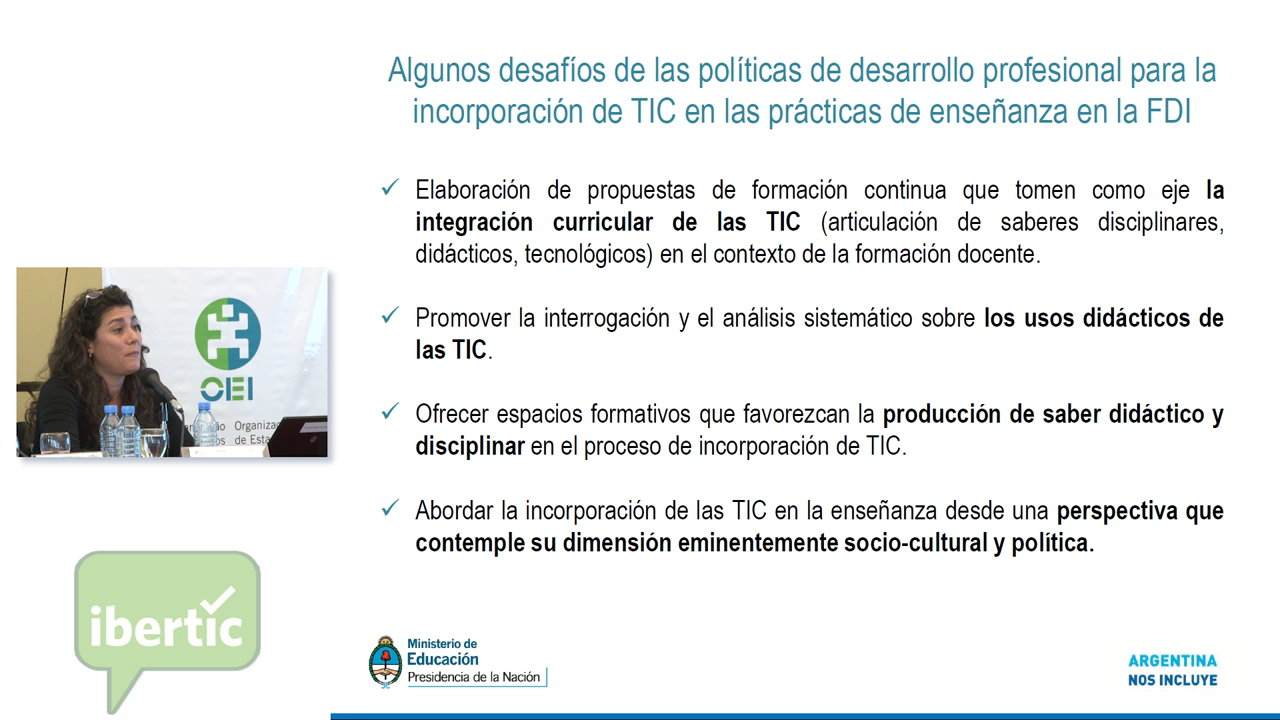 Algunos desafíos de las políticas de desarrollo profesional para la
incorporación de TIC en las prácticas de enseñanza en la FDI
✓ Elaboración de propuestas de formación continua que tomen como eje la
integración curricular de las TIC (articulación de saberes disciplinares,
didácticos, tecnológicos) en el contexto de la formación docente.
✓ Promover la interrogación y el análisis sistemático sobre los usos didácticos de
las TIC.
✓ Ofrecer espacios formativos que favorezcan la producción de saber didáctico y
disciplinar en el proceso de incorporación de TIC.
✓ Abordar la incorporación de las TIC en la enseñanza desde una perspectiva que
contemple su dimensión eminentemente socio-cultural y política.
OEI
Organiza
de Esta
ibertic
Ministerio de
Educación
Presidencia de la Nación
ARGENTINA
NOS INCLUYE